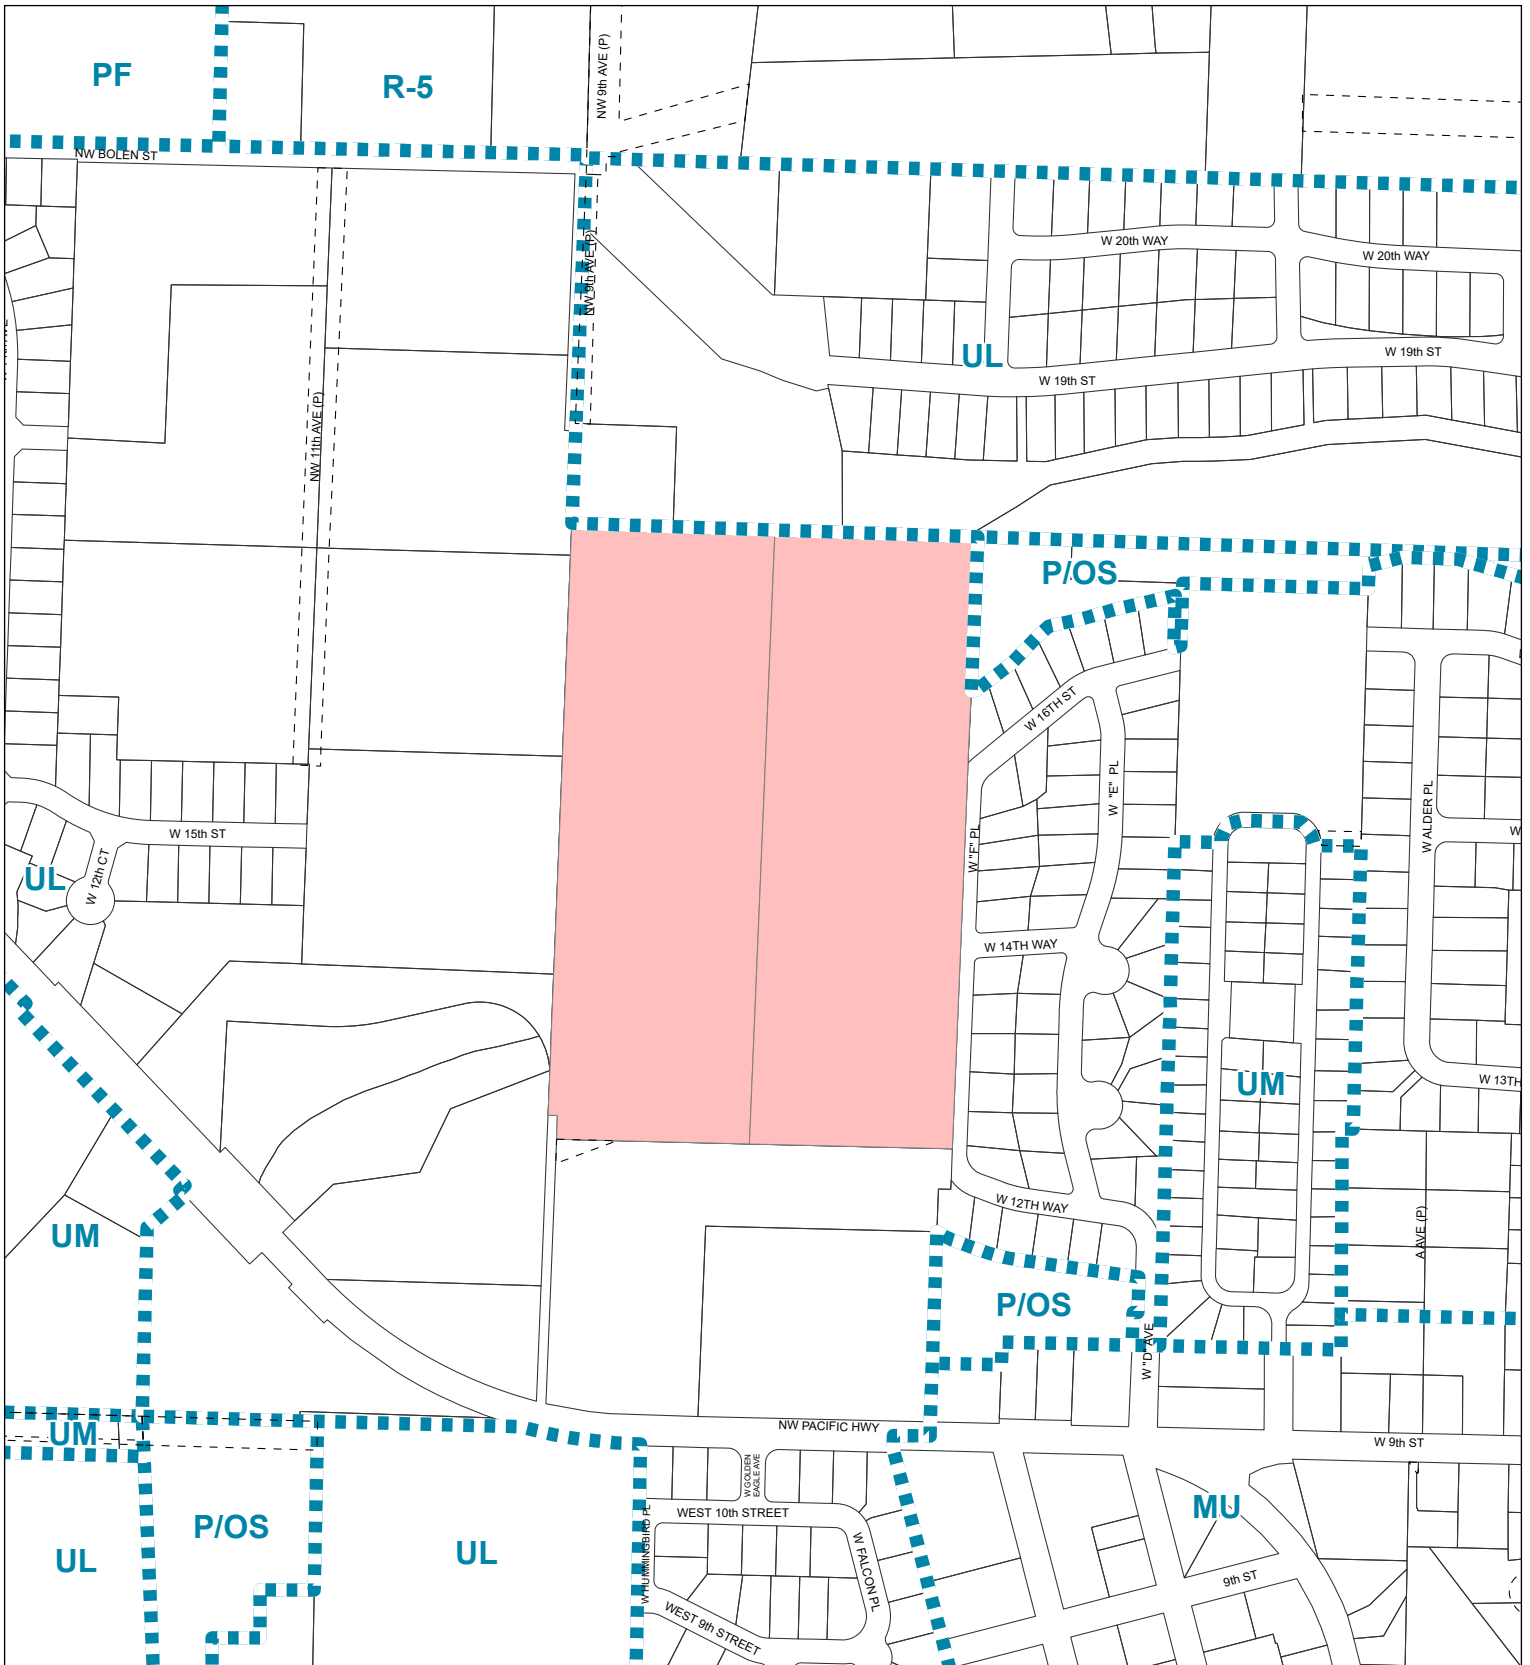 PF
R-5
NW 9th AVE (P)
NW BOLEN ST
W 20th WAY
W 20th WAY
NW 9th AVE (P)
UL
W 19th ST
W 19th ST
NW 11th AVE (P)
P/OS
W 16TH ST
W "E" PL
W ALDER PL
W 15th ST
W "F" PL
W 12th CT
UL
W 14TH WAY
UM
W 13TH
W 12TH WAY
A AVE (P)
UM
P/OS
W "D" AVE
NW PACIFIC HWY
UM
W 9th ST
W GOLDEN
EAGLE AVE
WEST 10th STREET
MU
P/OS
W HUMMINGBIRD PL
W FALCON PL
UL
UL
9th ST
WEST 9th STREET